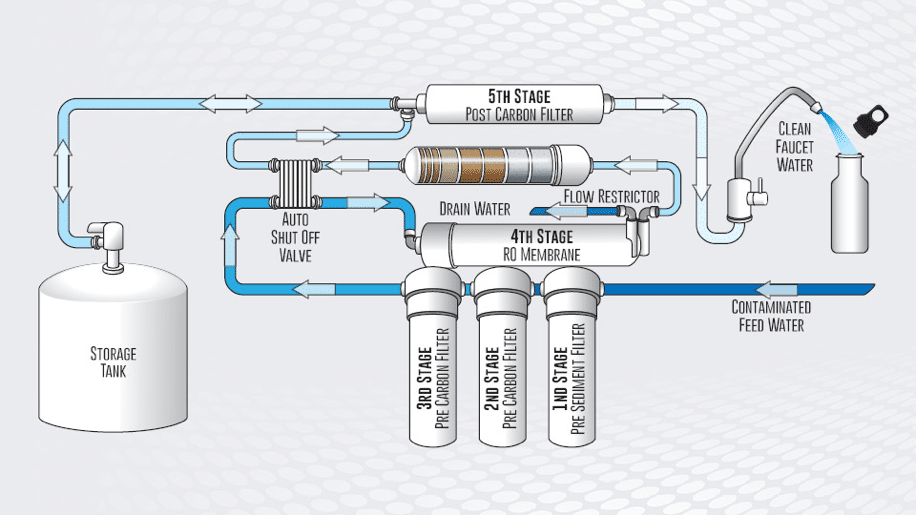 5TH STAGE
POST CARBON FILTER
CLEAN
FAUCET
WATER
FLOW RESTRICTOR
DRAIN WATER
AUTO
SHUT OFF
VALVE
4TH STAGE
RO MEMBRANE
CONTAMINATED
FEED WATER
STORAGE
TANK
3RD STAGE
PRE CARBON FILTER
2ND STAGE
PRE CARBON FILTER
1ND STAGE
PRE SEDIMENT FILTER